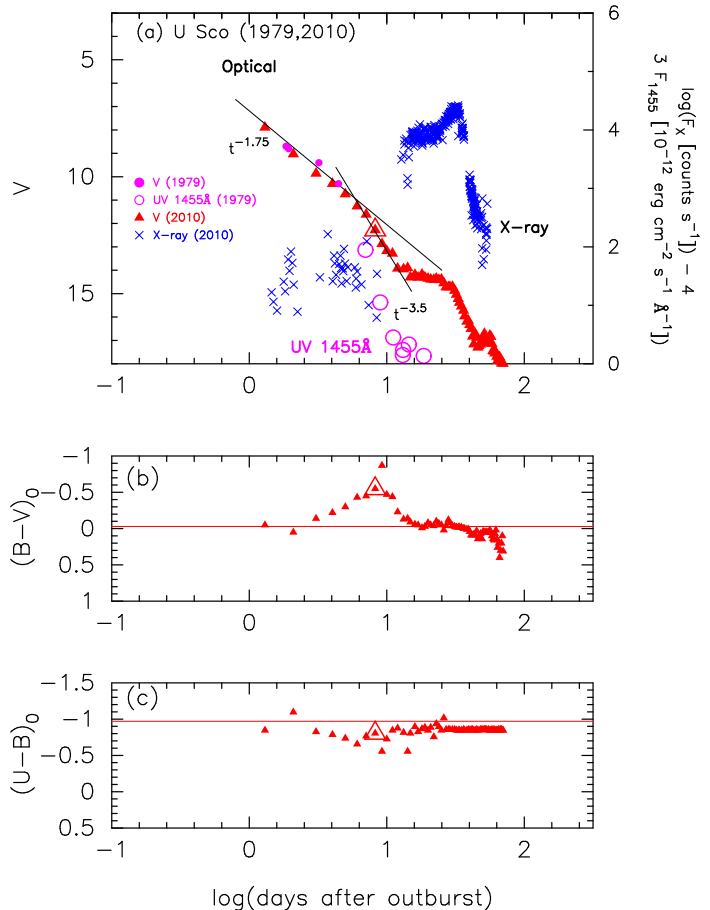 (a) U Sco (1979,2010)
Optical
t^−1.75
V (1979)
UV 1455Å (1979)
V (2010)
X−ray (2010)
X−ray
t^−3.5
UV 1455Å
3
5
10
15
V
6
4
2
0
log(F_X [counts s^−1]) − 4
3 F_1455 [10^−12 erg cm^−2 s^−1 Å^−1]
−1
0
1
2
(b)
−1
−0.5
0
0.5
1
(B−V)_0
−1
0
1
2
(c)
−1.5
−1
−0.5
0
0.5
(U−B)_0
−1
0
1
2
log(days after outburst)